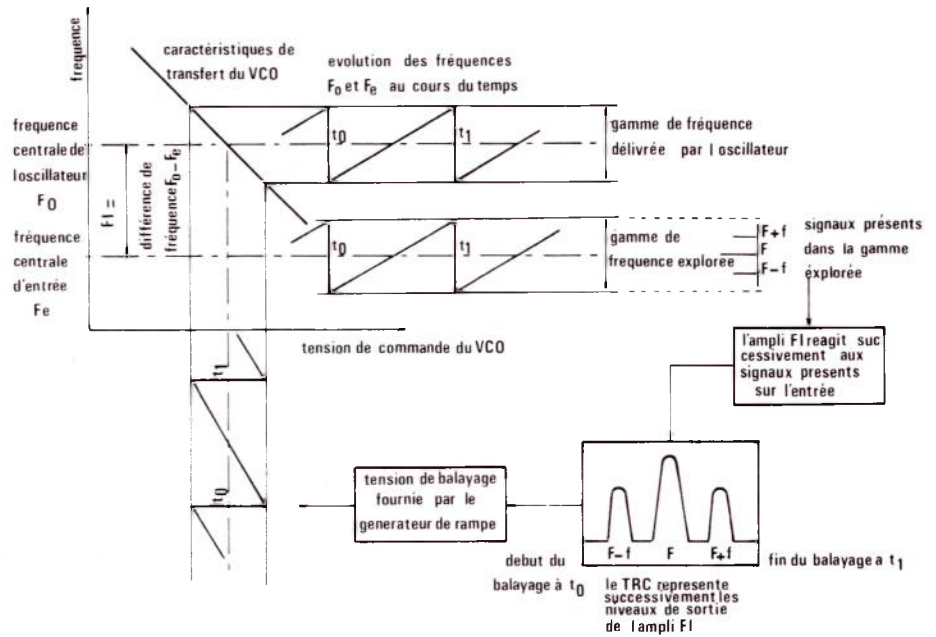 frequence
caractéristiques de
transfert du VCO
evolution des fréquences
F0 et Fe au cours du temps
frequence
centrale de
l oscillateur
F0
FI =
différence de
fréquence F0-Fe
t0
t1
gamme de fréquence
délivrée par l oscillateur
fréquence
centrale
d'entrée
Fe
t0
t1
gamme de
frequence explorée
F+f
F
F-f
signaux présents
dans la gamme
éxplorée
tension de commande du VCO
t1
t0
l'ampli FI reagit suc
cessivement aux
signaux presents
sur l'entrée
tension de balayage
fournie par le
generateur de rampe
F-f F F+f
debut du
balayage à t0
fin du balayage a t1
le TRC represente
successivement les
niveaux de sortie
de l ampli FI